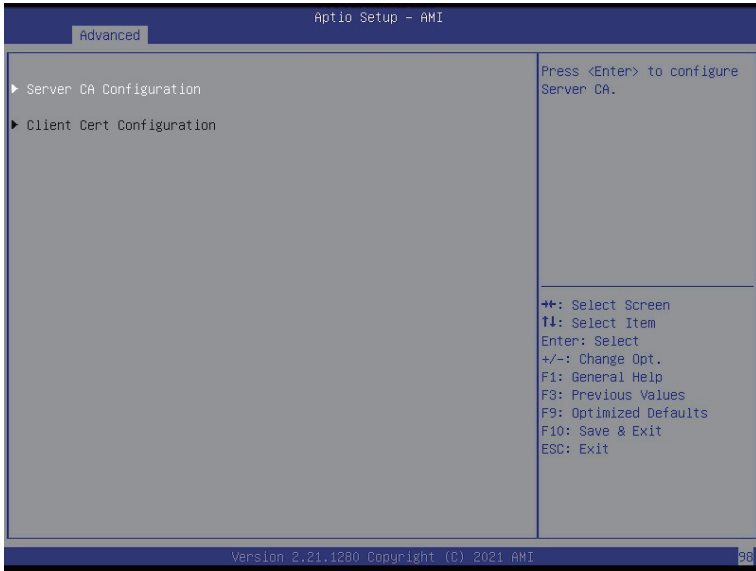 Aptio Setup - AMI
Advanced
▶ Server CA Configuration
▶ Client Cert Configuration
Press <Enter> to configure
Server CA.
→←: Select Screen
↑↓: Select Item
Enter: Select
+/-: Change Opt.
F1: General Help
F3: Previous Values
F9: Optimized Defaults
F10: Save & Exit
ESC: Exit
Version 2.21.1280 Copyright (C) 2021 AMI
98